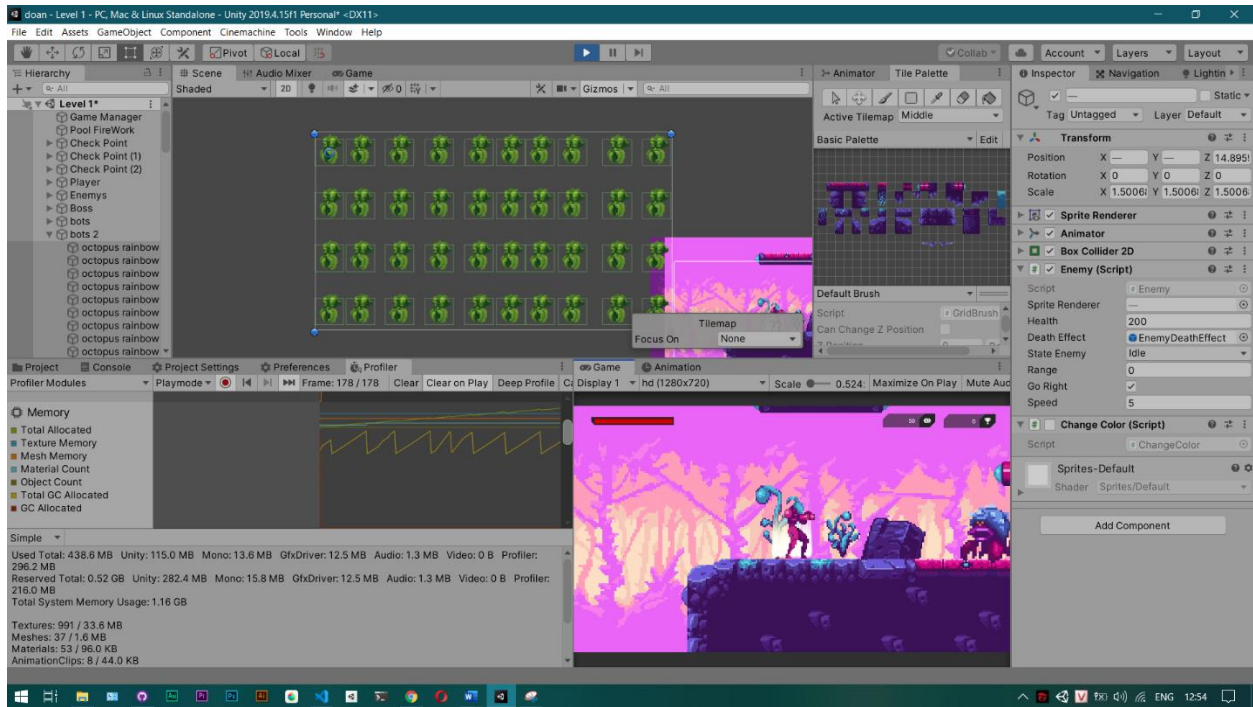 doan - Level 1 - PC, Mac & Linux Standalone - Unity 2019.4.15f1 Personal* <DX11>
File Edit Assets GameObject Component Cinemachine Tools Window Help
Pivot Local Collab Account Layers Layout
Hierarchy
All
Level 1*
Game Manager
Pool FireWork
Check Point
Check Point (1)
Check Point (2)
Player
Enemys
Boss
bots
bots 2
octopus rainbow
octopus rainbow
octopus rainbow
octopus rainbow
octopus rainbow
octopus rainbow
octopus rainbow
octopus rainbow
octopus rainbow
Scene Audio Mixer Game
Shaded 2D 0 Gizmos All
Tilemap
Focus On None
Animator Tile Palette
Active Tilemap Middle
Basic Palette Edit
Default Brush
Script GridBrush
Can Change Z Position
Z Position 0
Inspector Navigation Lightin
— Static
Tag Untagged Layer Default
Transform
Position X — Y — Z 14.895
Rotation X 0 Y 0 Z 0
Scale X 1.5006 Y 1.5006 Z 1.5006
Sprite Renderer
Animator
Box Collider 2D
Enemy (Script)
Script Enemy
Sprite Renderer —
Health 200
Death Effect EnemyDeathEffect
State Enemy Idle
Range 0
Go Right
Speed 5
Change Color (Script)
Script ChangeColor
Sprites-Default
Shader Sprites/Default
Add Component
Project Console Project Settings Preferences Profiler
Profiler Modules Playmode Frame: 178 / 178 Clear Clear on Play Deep Profile
Memory
Total Allocated
Texture Memory
Mesh Memory
Material Count
Object Count
Total GC Allocated
GC Allocated
Simple
Used Total: 438.6 MB Unity: 115.0 MB Mono: 13.6 MB GfxDriver: 12.5 MB Audio: 1.3 MB Video: 0 B Profiler:
296.2 MB
Reserved Total: 0.52 GB Unity: 282.4 MB Mono: 15.8 MB GfxDriver: 12.5 MB Audio: 1.3 MB Video: 0 B Profiler:
216.0 MB
Total System Memory Usage: 1.16 GB
Textures: 991 / 33.6 MB
Meshes: 37 / 1.6 MB
Materials: 53 / 96.0 KB
AnimationClips: 8 / 44.0 KB
Game Animation
Display 1 hd (1280x720) Scale 0.524: Maximize On Play Mute Aud
ENG 12:54